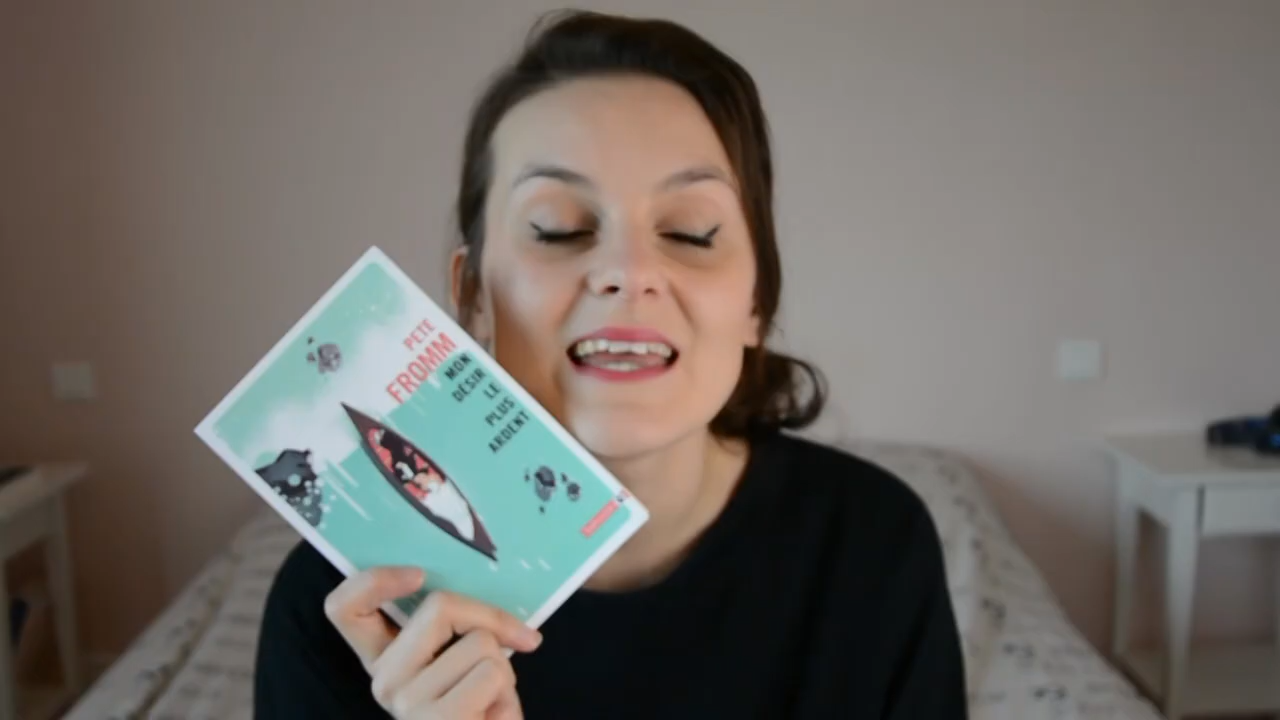 PETE
FROMM
MON
DÉSIR
LE
PLUS
ARDENT